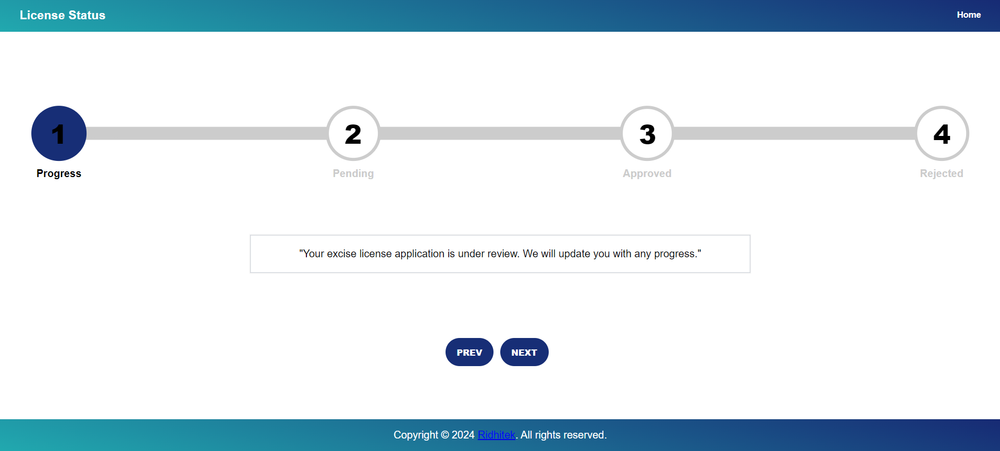 License Status
Home
1
2
3
4
Progress
Pending
Approved
Rejected
"Your excise license application is under review. We will update you with any progress."
PREV
NEXT
Copyright © 2024 Ridhitek. All rights reserved.